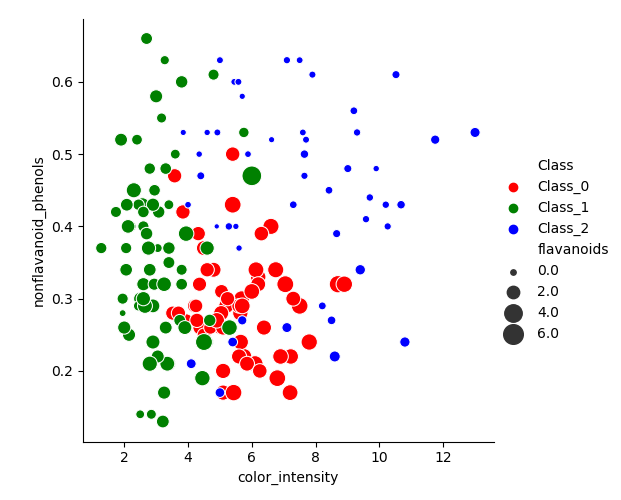 0.6
0.5
0.4
0.3
0.2
nonflavanoid_phenols
2 4 6 8 10 12
color_intensity
Class
Class_0
Class_1
Class_2
flavanoids
0.0
2.0
4.0
6.0